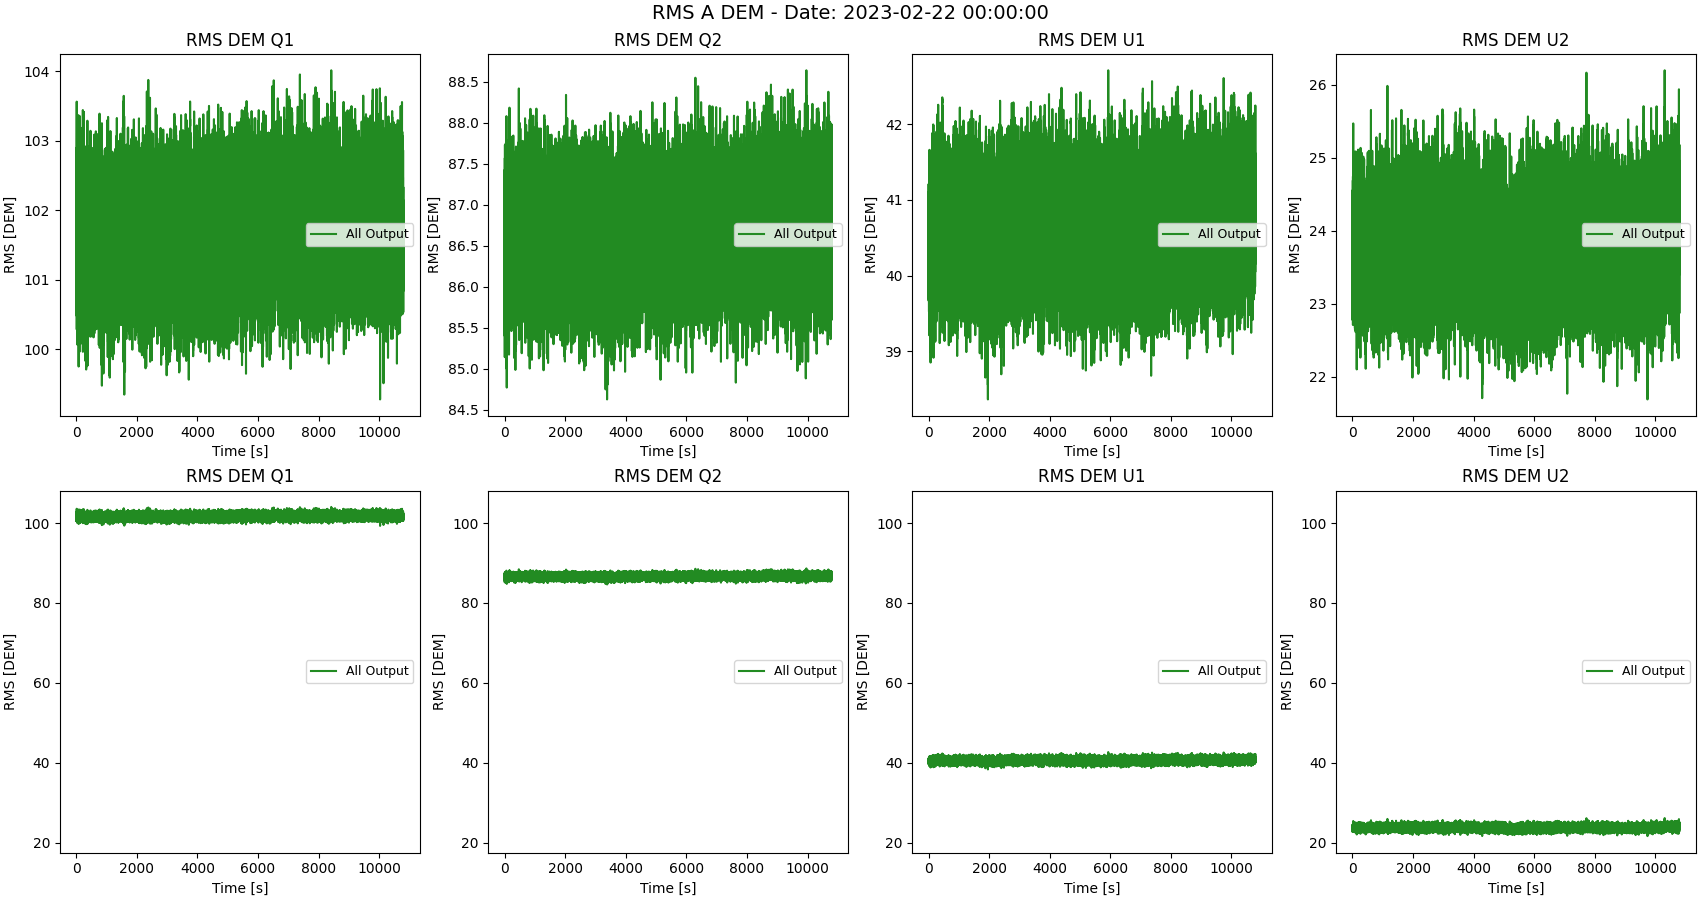 RMS A DEM - Date: 2023-02-22 00:00:00
RMS DEM Q1
RMS [DEM]
104
103
102
101
100
All Output
0 2000 4000 6000 8000 10000
Time [s]
RMS DEM Q2
RMS [DEM]
88.5
88.0
87.5
87.0
86.5
86.0
85.5
85.0
84.5
All Output
0 2000 4000 6000 8000 10000
Time [s]
RMS DEM U1
RMS [DEM]
42
41
40
39
All Output
0 2000 4000 6000 8000 10000
Time [s]
RMS DEM U2
RMS [DEM]
26
25
24
23
22
All Output
0 2000 4000 6000 8000 10000
Time [s]
RMS DEM Q1
RMS [DEM]
100
80
60
40
20
All Output
0 2000 4000 6000 8000 10000
Time [s]
RMS DEM Q2
RMS [DEM]
100
80
60
40
20
All Output
0 2000 4000 6000 8000 10000
Time [s]
RMS DEM U1
RMS [DEM]
100
80
60
40
20
All Output
0 2000 4000 6000 8000 10000
Time [s]
RMS DEM U2
RMS [DEM]
100
80
60
40
20
All Output
0 2000 4000 6000 8000 10000
Time [s]